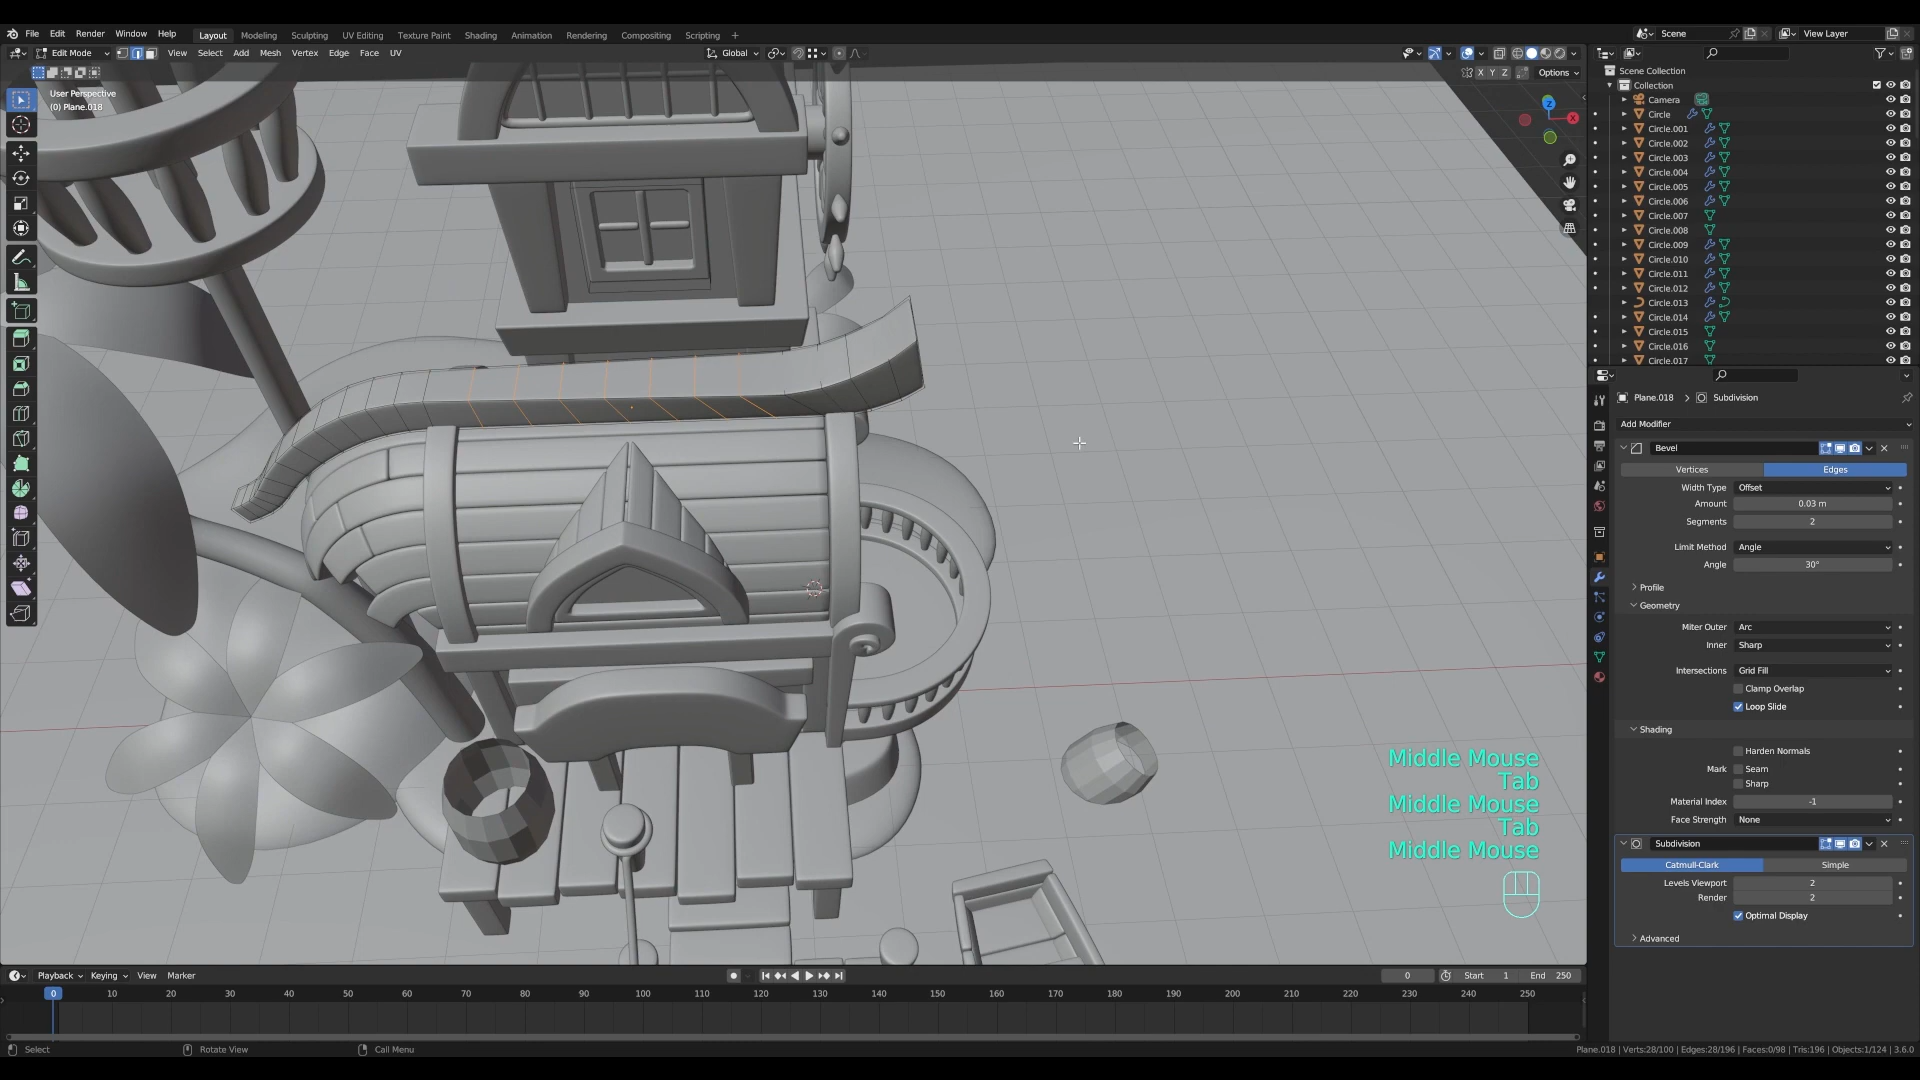 File Edit Render Window Help Layout Modeling Sculpting UV Editing Texture Paint Shading Animation Rendering Compositing Scripting + Scene View Layer
Edit Mode View Select Add Mesh Vertex Edge Face UV Global
X Y Z Options
User Perspective
(0) Plane.018
Z
X
Scene Collection
Collection
Camera
Circle
Circle.001
Circle.002
Circle.003
Circle.004
Circle.005
Circle.006
Circle.007
Circle.008
Circle.009
Circle.010
Circle.011
Circle.012
Circle.013
Circle.014
Circle.015
Circle.016
Circle.017
Plane.018 > Subdivision
Add Modifier
Bevel
Vertices Edges
Width Type Offset
Amount 0.03 m
Segments 2
Limit Method Angle
Angle 30°
Profile
Geometry
Miter Outer Arc
Inner Sharp
Intersections Grid Fill
Clamp Overlap
Loop Slide
Shading
Harden Normals
Mark Seam
Sharp
Material Index -1
Face Strength None
Subdivision
Catmull-Clark Simple
Levels Viewport 2
Render 2
Optimal Display
Advanced
Middle Mouse
Tab
Middle Mouse
Tab
Middle Mouse
Playback Keying View Marker 0 Start 1 End 250
0 10 20 30 40 50 60 70 80 90 100 110 120 130 140 150 160 170 180 190 200 210 220 230 240 250
Select Rotate View Call Menu Plane.018 | Verts:28/100 | Edges:28/196 | Faces:0/98 | Tris:196 | Objects:1/124 | 3.6.0